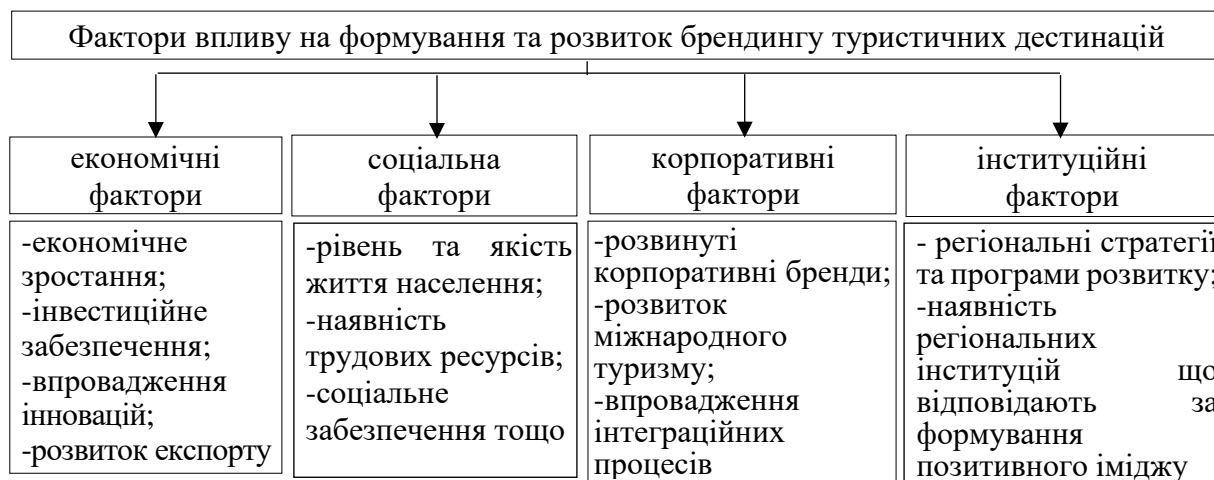 Фактори впливу на формування та розвиток брендингу туристичних дестинацій
економічні
фактори
соціальна
фактори
корпоративні
фактори
інституційні
фактори
-економічне
зростання;
-інвестиційне
забезпечення;
-впровадження
інновацій;
-розвиток експорту
-рівень та якість
життя населення;
-наявність
трудових ресурсів;
-соціальне
забезпечення тощо
-розвинуті
корпоративні бренди;
-розвиток
міжнародного
туризму;
-впровадження
інтеграційних
процесів
- регіональні стратегії
та програми розвитку;
-наявність
регіональних
інституцій що
відповідають за
формування
позитивного іміджу